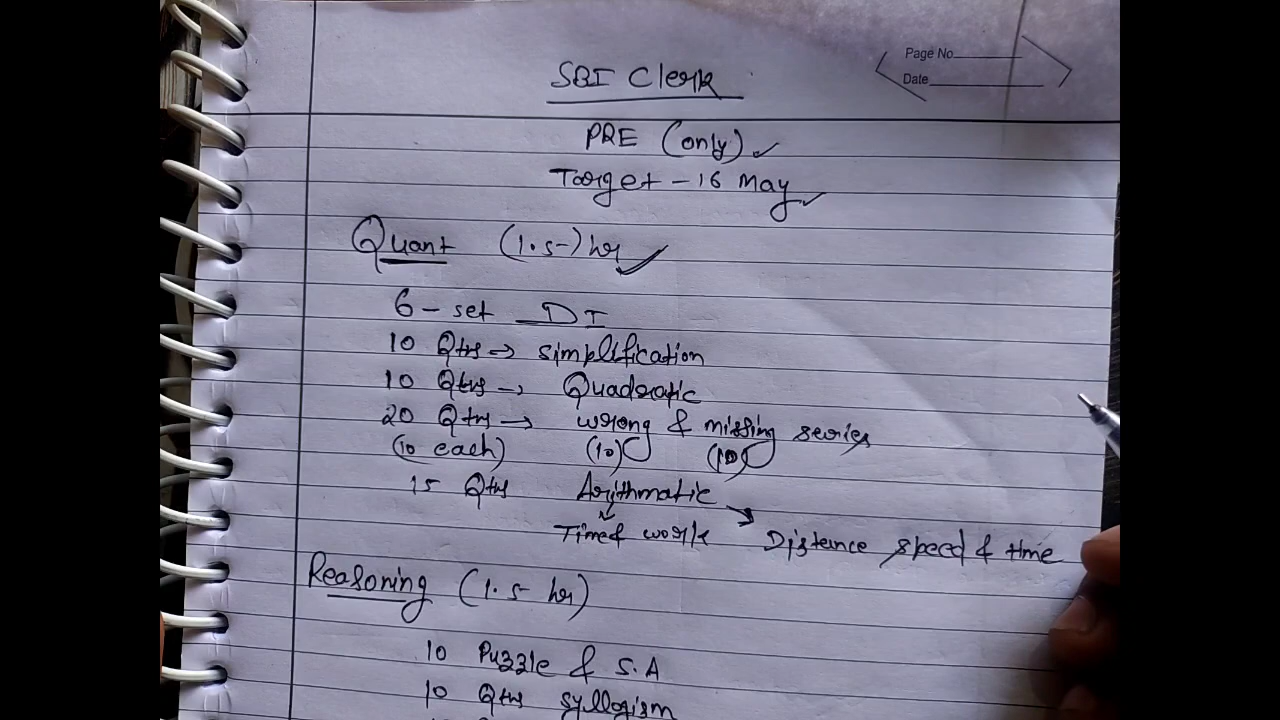 Page No
Date
SBI Clerk
PRE (only)
Target - 16 May
Quant (1.5) hr
6 - set DI
10 Qtns → simplification
10 Qtns → Quadratic
20 Qtns → wrong & missing series
(10 each) (10) (10)
15 Qtns Arithmatic
Time & work Distance speed & time
Reasoning (1.5 hr)
10 Puzzle & S.A
10 Qtns syllogism